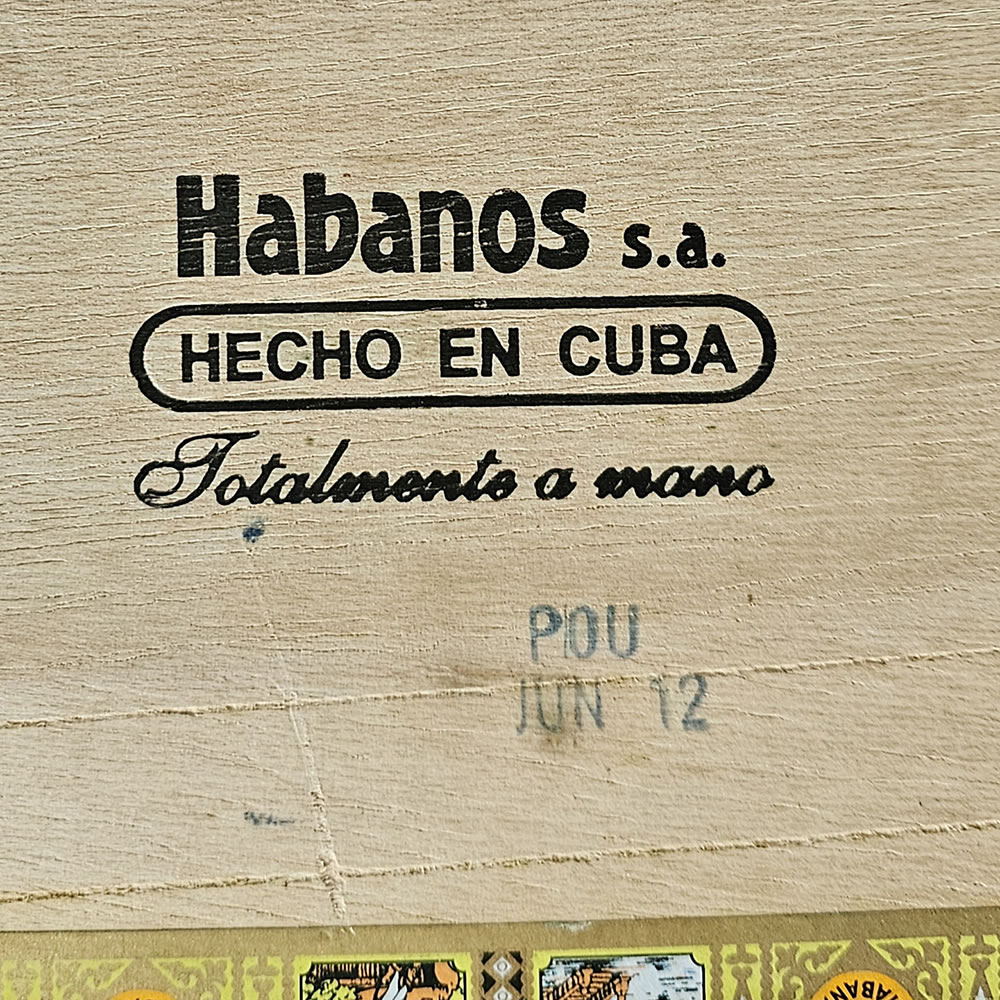 Habanos s.a.
HECHO EN CUBA
Totalmente a mano
POU
JUN 12